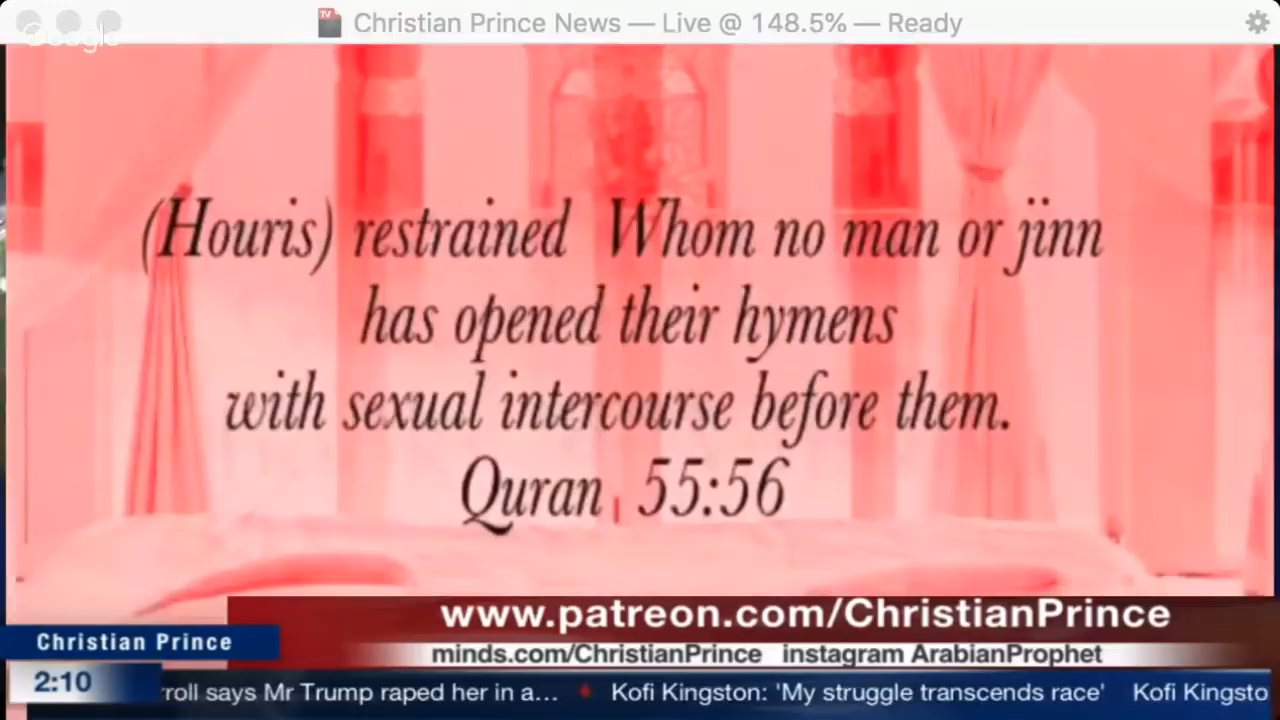 Christian Prince News — Live @ 148.5% — Ready
Google
(Houris) restrained Whom no man or jinn
has opened their hymens
with sexual intercourse before them.
Quran 55:56
www.patreon.com/ChristianPrince
Christian Prince
minds.com/ChristianPrince instagram ArabianProphet
2:10
rroll says Mr Trump raped her in a... Kofi Kingston: 'My struggle transcends race' Kofi Kingsto